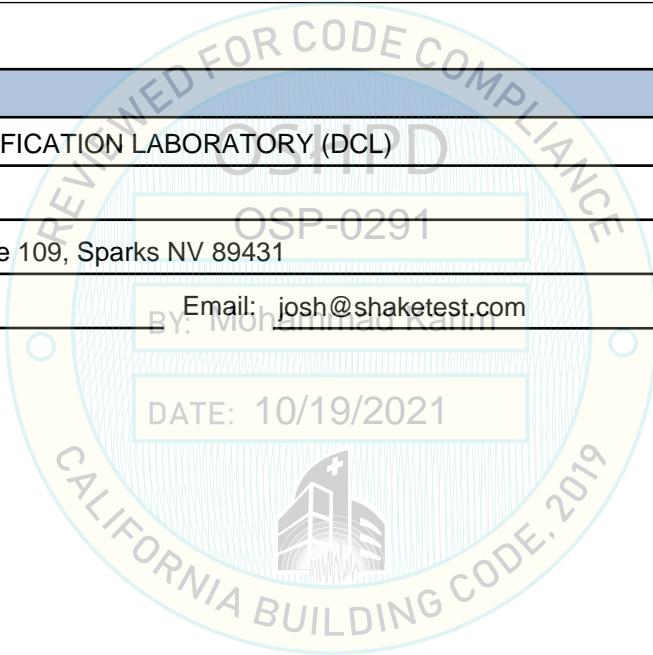 REVIEWED FOR CODE COMPLIANCE
FICATION LABORATORY (DCL)
OSHPD
OSP-0291
e 109, Sparks NV 89431
Email: josh@shaketest.com
BY: Mohammad Karim
DATE: 10/19/2021
CALIFORNIA BUILDING CODE, 2019